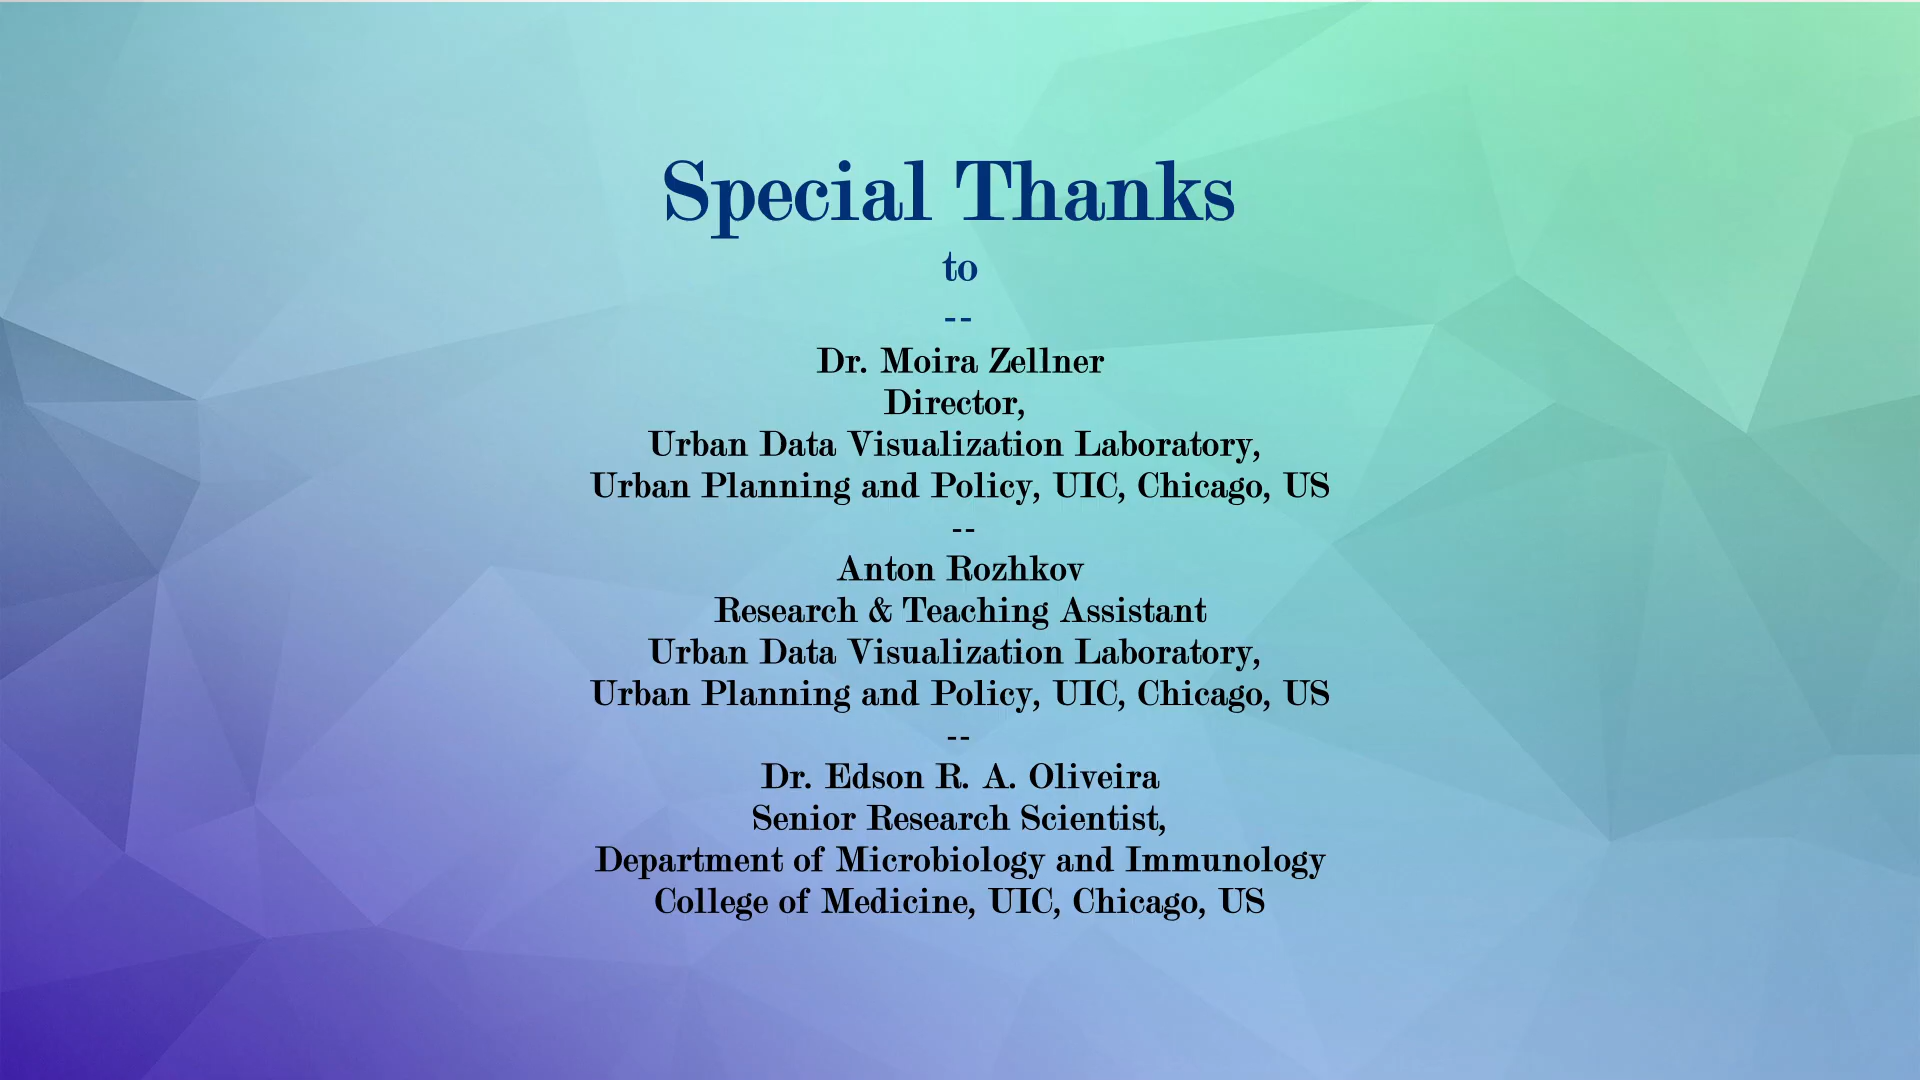 Special Thanks
to
--
Dr. Moira Zellner
Director,
Urban Data Visualization Laboratory,
Urban Planning and Policy, UIC, Chicago, US
--
Anton Rozhkov
Research & Teaching Assistant
Urban Data Visualization Laboratory,
Urban Planning and Policy, UIC, Chicago, US
--
Dr. Edson R. A. Oliveira
Senior Research Scientist,
Department of Microbiology and Immunology
College of Medicine, UIC, Chicago, US